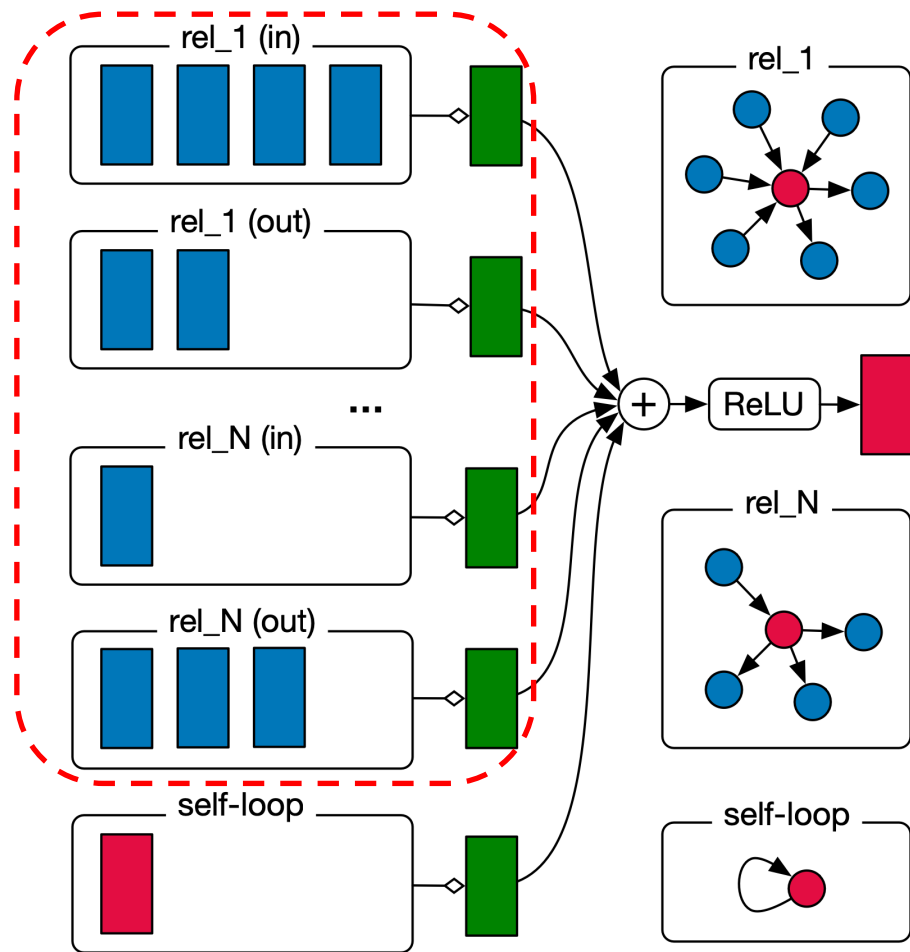 rel_1 (in)
rel_1 (out)
...
rel_N (in)
rel_N (out)
self-loop
+
ReLU
rel_1
rel_N
self-loop